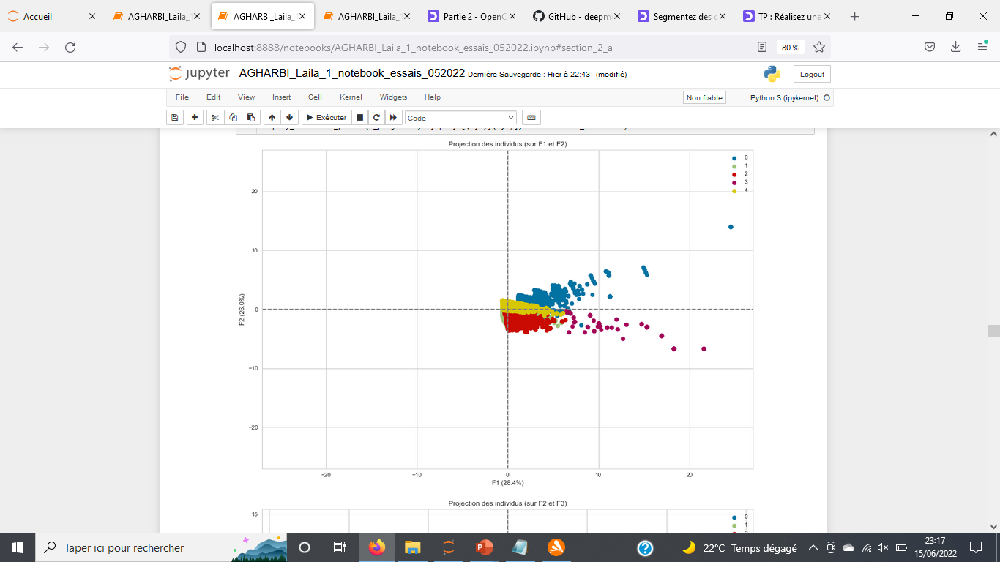 Accueil
AGHARBI_Laila_1
AGHARBI_Laila_
AGHARBI_Laila_1
Partie 2 - OpenC
GitHub - deepm
Segmentez des c
TP : Réalisez une
localhost:8888/notebooks/AGHARBI_Laila_1_notebook_essais_052022.ipynb#section_2_a
80 %
jupyter AGHARBI_Laila_1_notebook_essais_052022 Dernière Sauvegarde : Hier à 22:43 (modifié)
Logout
File Edit View Insert Cell Kernel Widgets Help
Non fiable
Python 3 (ipykernel)
Exécuter
Code
Projection des individus (sur F1 et F2)
0
1
2
3
4
20
10
0
−10
−20
F2 (26.0%)
−20 −10 0 10 20
F1 (28.4%)
Projection des individus (sur F2 et F3)
15
0
1
Taper ici pour rechercher
22°C Temps dégagé
23:17
15/06/2022